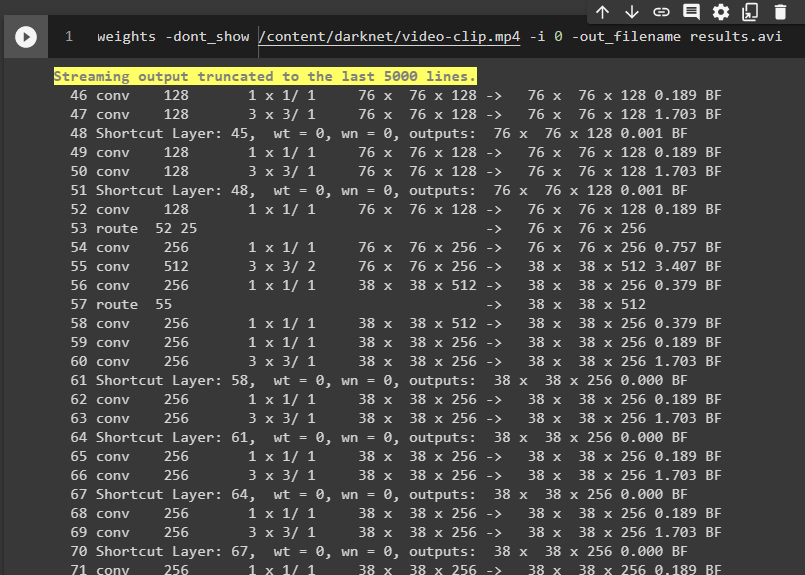 1 weights -dont_show /content/darknet/video-clip.mp4 -i 0 -out_filename results.avi
Streaming output truncated to the last 5000 lines.
46 conv 128 1 x 1/ 1 76 x 76 x 128 -> 76 x 76 x 128 0.189 BF
47 conv 128 3 x 3/ 1 76 x 76 x 128 -> 76 x 76 x 128 1.703 BF
48 Shortcut Layer: 45, wt = 0, wn = 0, outputs: 76 x 76 x 128 0.001 BF
49 conv 128 1 x 1/ 1 76 x 76 x 128 -> 76 x 76 x 128 0.189 BF
50 conv 128 3 x 3/ 1 76 x 76 x 128 -> 76 x 76 x 128 1.703 BF
51 Shortcut Layer: 48, wt = 0, wn = 0, outputs: 76 x 76 x 128 0.001 BF
52 conv 128 1 x 1/ 1 76 x 76 x 128 -> 76 x 76 x 128 0.189 BF
53 route 52 25 -> 76 x 76 x 256
54 conv 256 1 x 1/ 1 76 x 76 x 256 -> 76 x 76 x 256 0.757 BF
55 conv 512 3 x 3/ 2 76 x 76 x 256 -> 38 x 38 x 512 3.407 BF
56 conv 256 1 x 1/ 1 38 x 38 x 512 -> 38 x 38 x 256 0.379 BF
57 route 55 -> 38 x 38 x 512
58 conv 256 1 x 1/ 1 38 x 38 x 512 -> 38 x 38 x 256 0.379 BF
59 conv 256 1 x 1/ 1 38 x 38 x 256 -> 38 x 38 x 256 0.189 BF
60 conv 256 3 x 3/ 1 38 x 38 x 256 -> 38 x 38 x 256 1.703 BF
61 Shortcut Layer: 58, wt = 0, wn = 0, outputs: 38 x 38 x 256 0.000 BF
62 conv 256 1 x 1/ 1 38 x 38 x 256 -> 38 x 38 x 256 0.189 BF
63 conv 256 3 x 3/ 1 38 x 38 x 256 -> 38 x 38 x 256 1.703 BF
64 Shortcut Layer: 61, wt = 0, wn = 0, outputs: 38 x 38 x 256 0.000 BF
65 conv 256 1 x 1/ 1 38 x 38 x 256 -> 38 x 38 x 256 0.189 BF
66 conv 256 3 x 3/ 1 38 x 38 x 256 -> 38 x 38 x 256 1.703 BF
67 Shortcut Layer: 64, wt = 0, wn = 0, outputs: 38 x 38 x 256 0.000 BF
68 conv 256 1 x 1/ 1 38 x 38 x 256 -> 38 x 38 x 256 0.189 BF
69 conv 256 3 x 3/ 1 38 x 38 x 256 -> 38 x 38 x 256 1.703 BF
70 Shortcut Layer: 67, wt = 0, wn = 0, outputs: 38 x 38 x 256 0.000 BF
71 conv 256 1 x 1/ 1 38 x 38 x 256 -> 38 x 38 x 256 0.189 BF